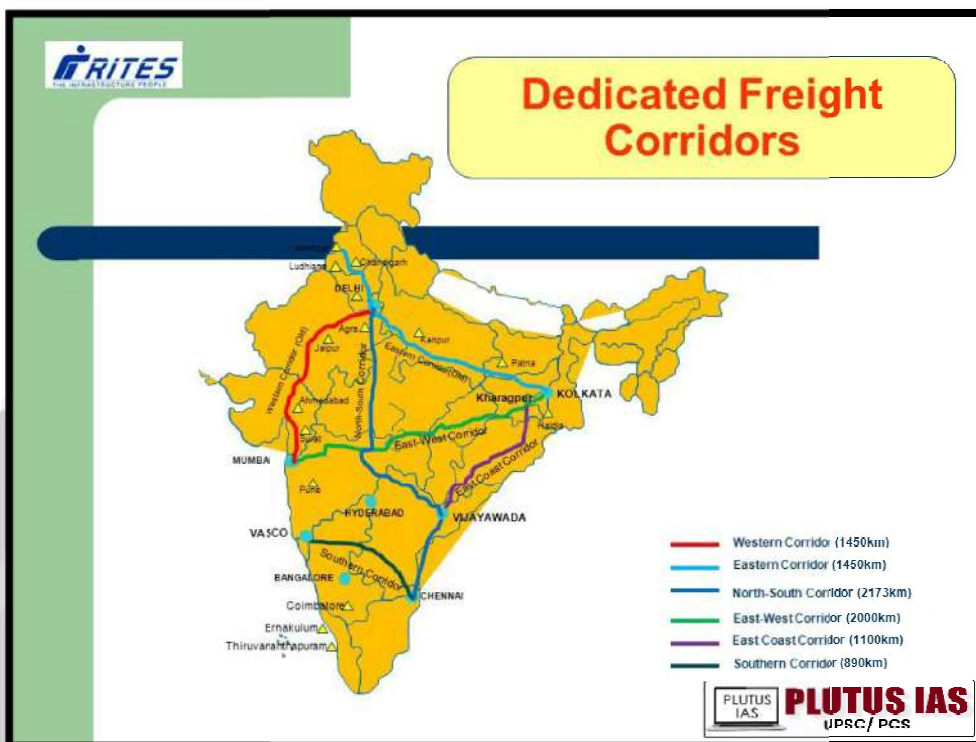 RITES
THE INFRASTRUCTURE PEOPLE
Dedicated Freight
Corridors
Ludhiana
Chandigarh
DELHI
Agra
Jaipur
Kanpur
Patna
Western Corridor (Old)
North-South Corridor
Eastern Corridor(Old)
Kharagpur
KOLKATA
Haldia
Ahmedabad
Surat
East-West Corridor
East Coast Corridor
MUMBAI
Pune
HYDERABAD
VIJAYAWADA
VASCO
Southern Corridor
BANGALORE
CHENNAI
Coimbatore
Ernakulum
Thiruvananthapuram
Western Corridor (1450km)
Eastern Corridor (1450km)
North-South Corridor (2173km)
East-West Corridor (2000km)
East Coast Corridor (1100km)
Southern Corridor (890km)
PLUTUS
IAS
PLUTUS IAS
UPSC/ PCS